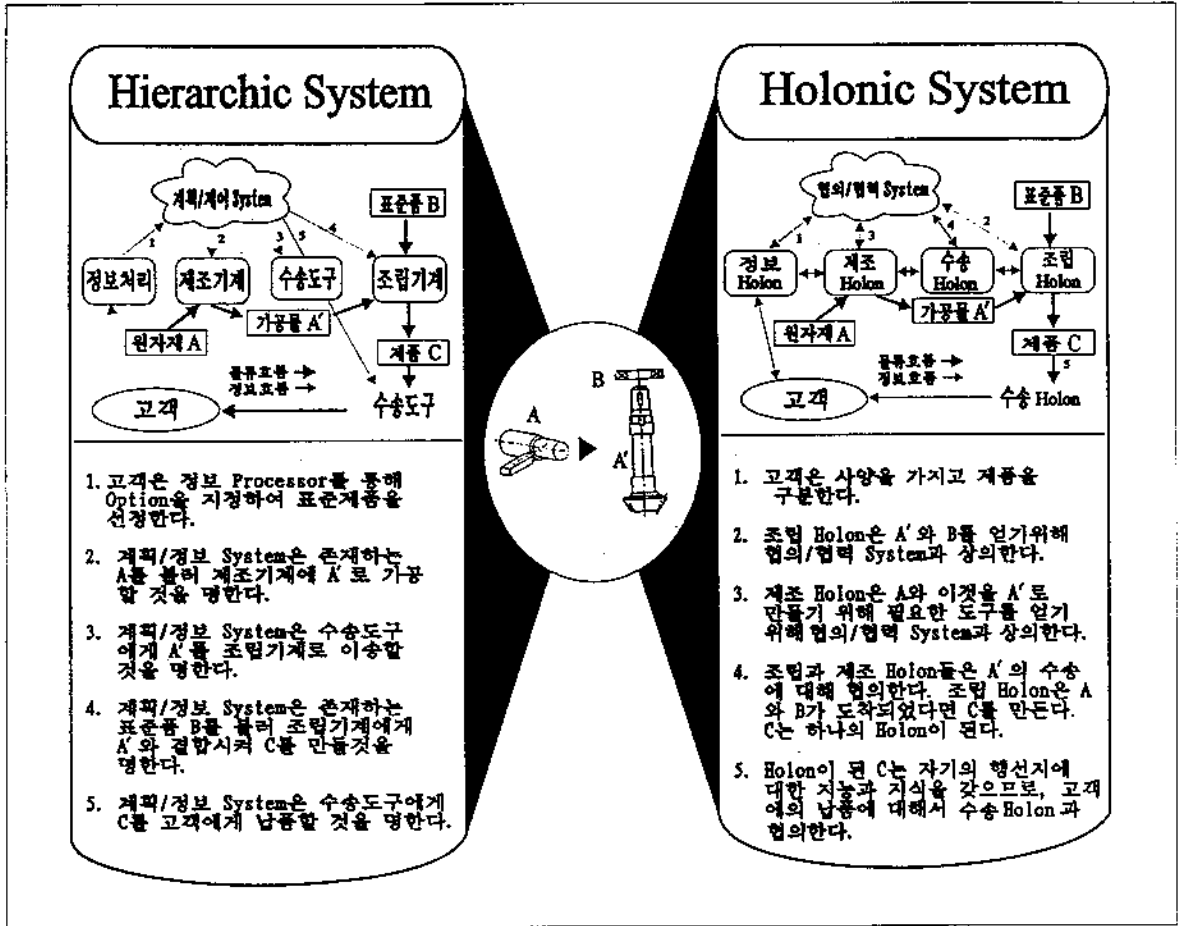 Hierarchic System
계획/제어 System
표준품 B
1
2
3
5
4
정보처리
제조기계
수송도구
조립기계
원자재 A
가공물 A′
제품 C
물류흐름 →
정보흐름 →
고객
수송도구
1. 고객은 정보 Processor를 통해
Option을 지정하여 표준제품을
선정한다.
2. 계획/정보 System은 존재하는
A를 불러 제조기계에 A′로 가공
할 것을 명한다.
3. 계획/정보 System은 수송도구
에게 A′를 조립기계로 이송할
것을 명한다.
4. 계획/정보 System은 존재하는
표준품 B를 불러 조립기계에게
A′와 결합시켜 C를 만들것을
명한다.
5. 계획/정보 System은 수송도구에게
C를 고객에게 납품할 것을 명한다.
B
A
A′
Holonic System
협의/협력 System
표준품 B
1
3
4
2
정보
Holon
제조
Holon
수송
Holon
조립
Holon
원자재 A
가공물 A′
제품 C
물류흐름 →
정보흐름 →
5
고객
수송 Holon
1. 고객은 사양을 가지고 제품을
구분한다.
2. 조립 Holon은 A′와 B를 얻기위해
협의/협력 System과 상의한다.
3. 제조 Holon은 A와 이것을 A′로
만들기 위해 필요한 도구를 얻기
위해 협의/협력 System과 상의한다.
4. 조립과 제조 Holon들은 A′의 수송
에 대해 협의한다. 조립 Holon은 A
와 B가 도착되었다면 C를 만든다.
C는 하나의 Holon이 된다.
5. Holon이 된 C는 자기의 행선지에
대한 지능과 지식을 갖으므로, 고객
에의 납품에 대해서 수송 Holon과
협의한다.